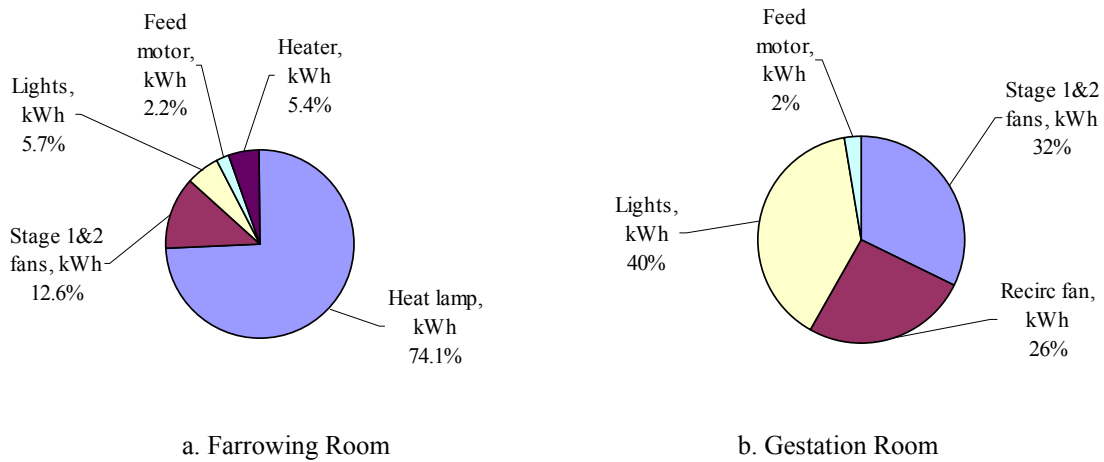 Feed
motor,
kWh
2.2%
Heater,
kWh
5.4%
Lights,
kWh
5.7%
Stage 1&2
fans, kWh
12.6%
Heat lamp,
kWh
74.1%
a. Farrowing Room
Feed
motor, kWh
2%
Stage 1&2
fans, kWh
32%
Lights,
kWh
40%
Recirc fan,
kWh
26%
b. Gestation Room